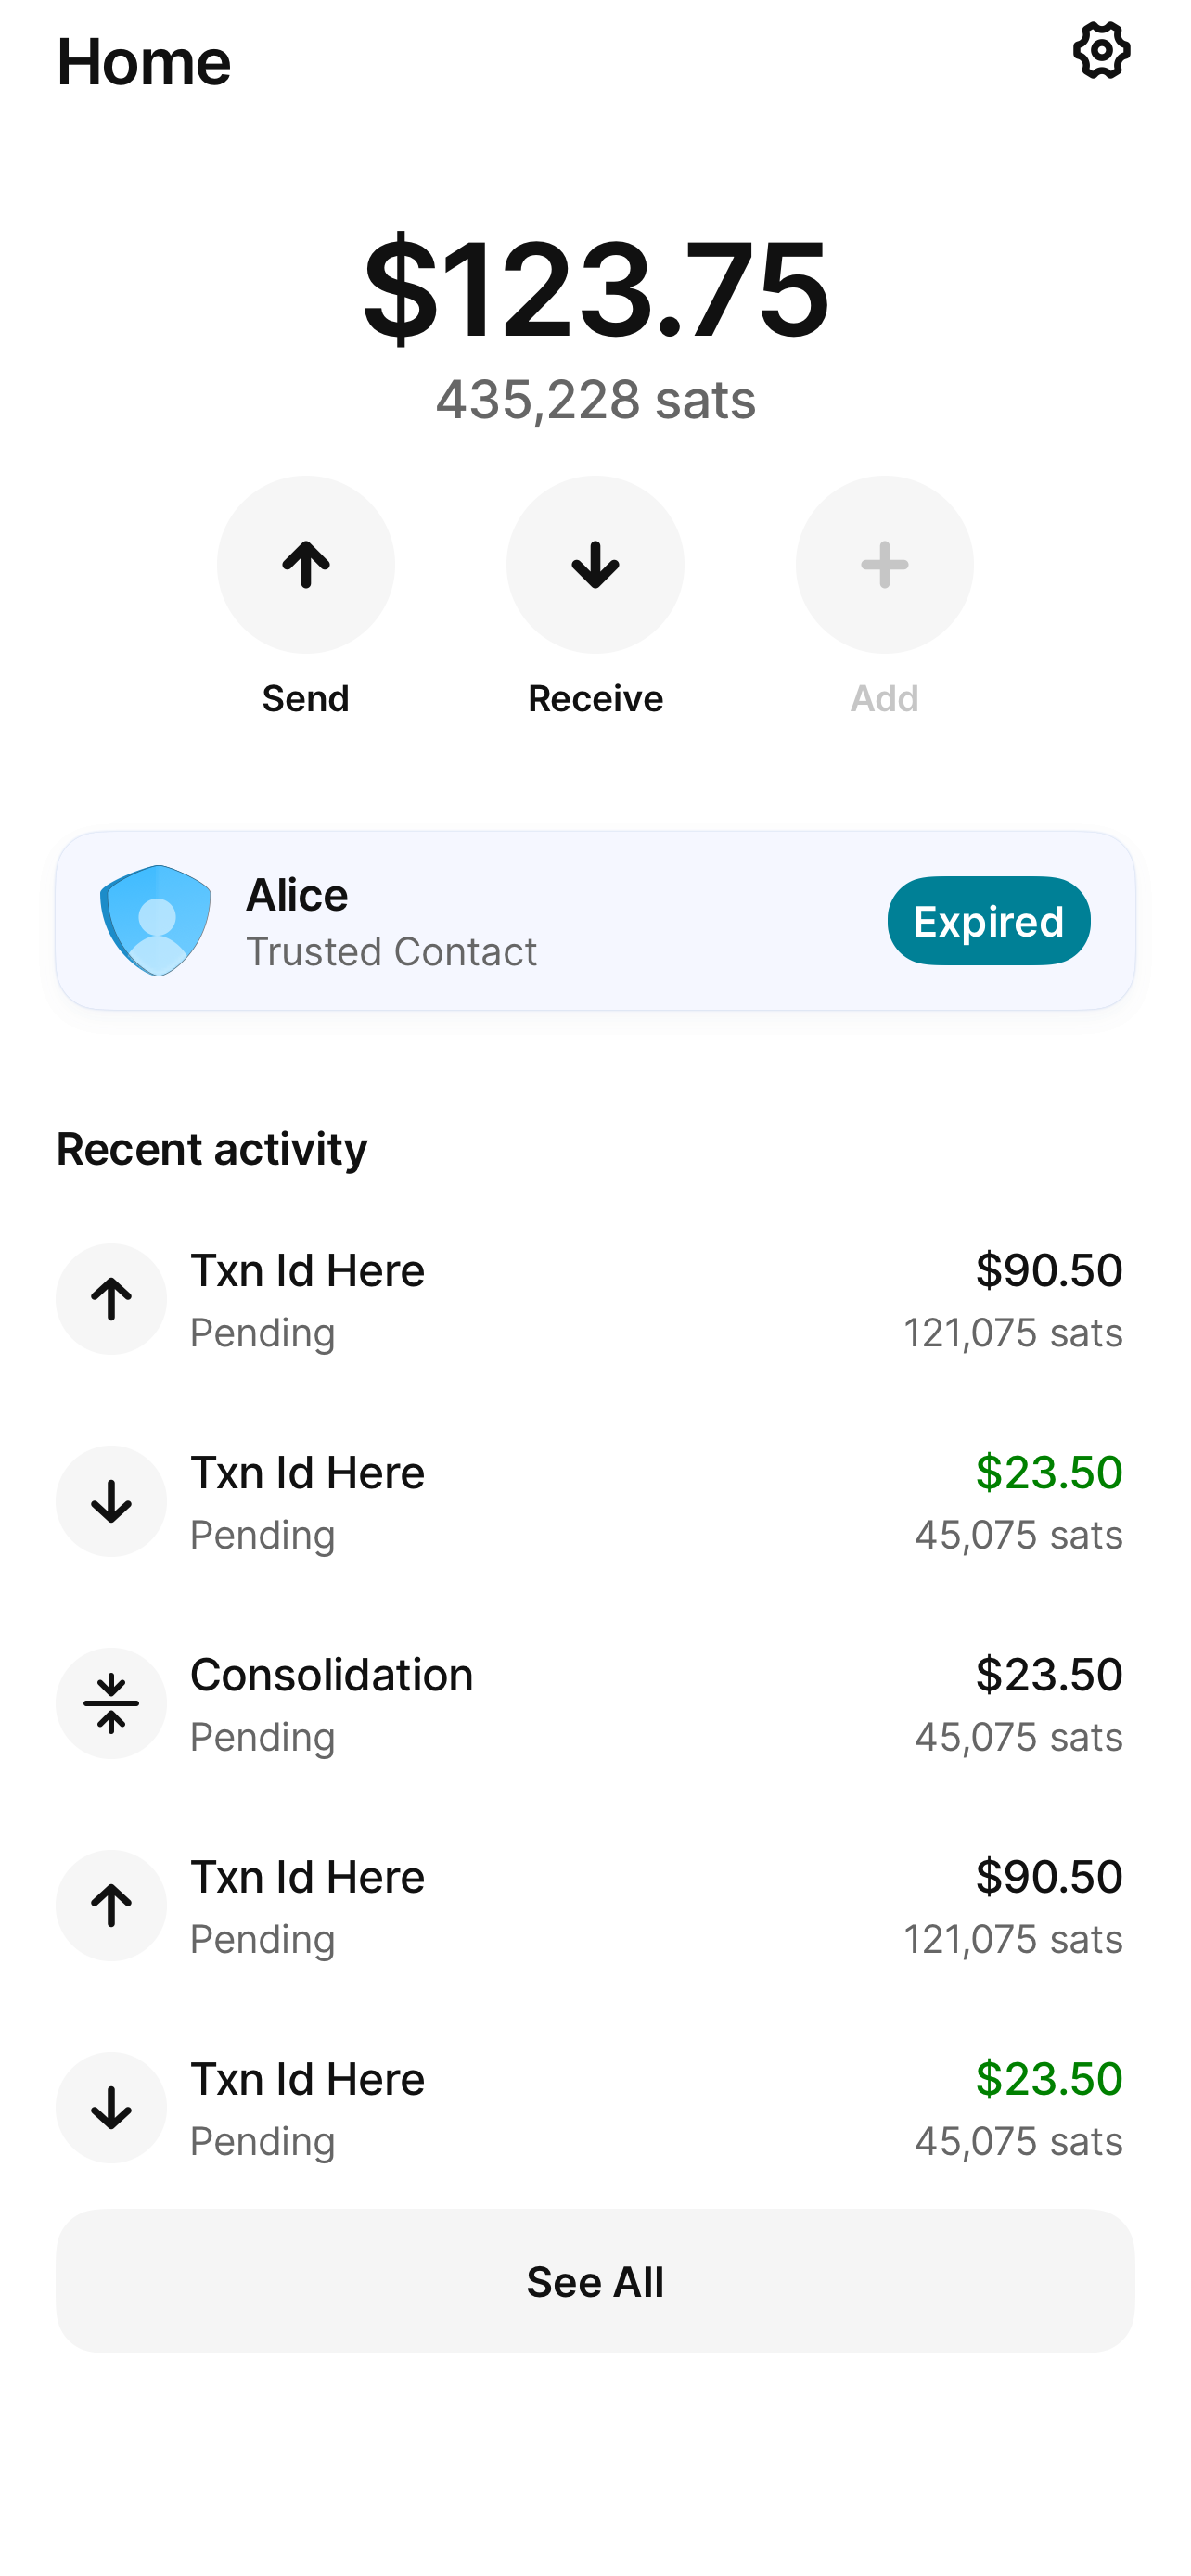 Home
$123.75
435,228 sats
Send
Receive
Add
Alice
Trusted Contact
Expired
Recent activity
Txn Id Here
$90.50
Pending
121,075 sats
Txn Id Here
$23.50
Pending
45,075 sats
Consolidation
$23.50
Pending
45,075 sats
Txn Id Here
$90.50
Pending
121,075 sats
Txn Id Here
$23.50
Pending
45,075 sats
See All